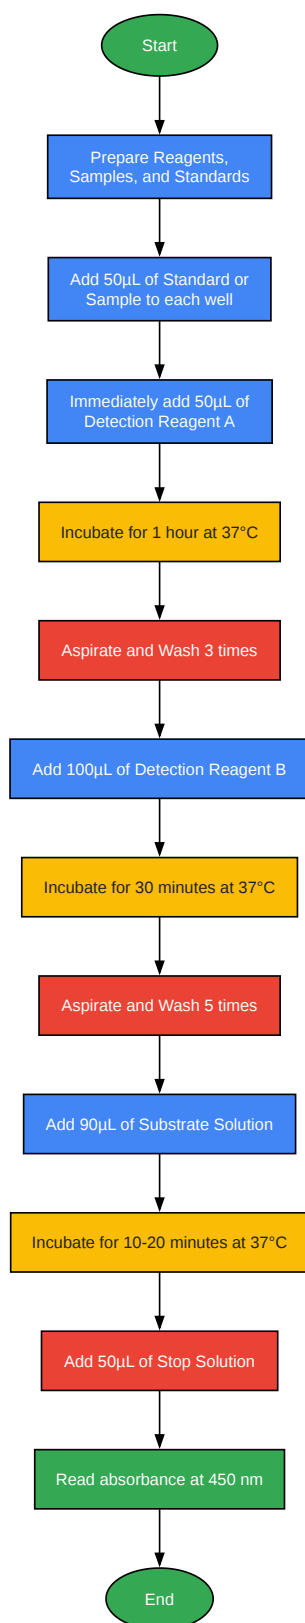 Start
Prepare Reagents,
Samples, and Standards
Add 50µL of Standard or
Sample to each well
Immediately add 50µL of
Detection Reagent A
Incubate for 1 hour at 37°C
Aspirate and Wash 3 times
Add 100µL of Detection Reagent B
Incubate for 30 minutes at 37°C
Aspirate and Wash 5 times
Add 90µL of Substrate Solution
Incubate for 10-20 minutes at 37°C
Add 50µL of Stop Solution
Read absorbance at 450 nm
End